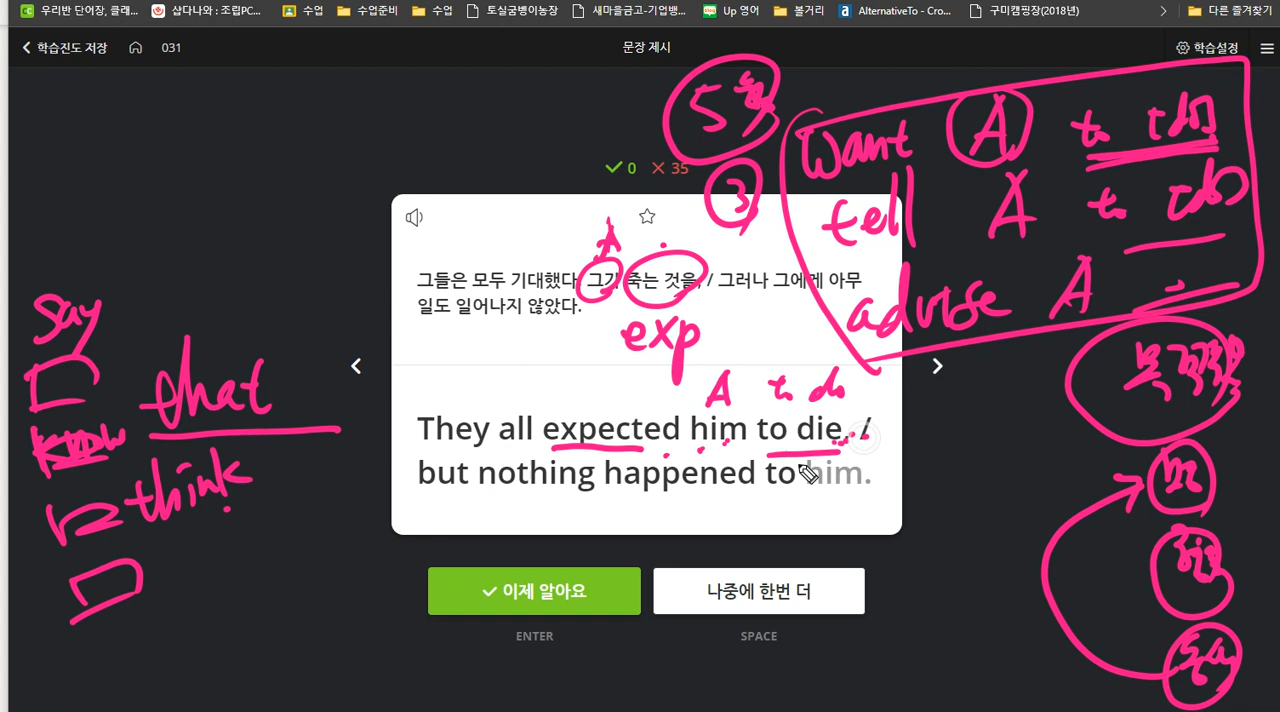 우리반 단어장, 클래... 샵다나와 : 조립PC... 수업 수업준비 수업 토실굼벵이농장 새마을금고-기업뱅... Up 영어 볼거리 AlternativeTo - Cro... 구미캠핑장(2018년) 다른 즐겨찾기
학습진도 저장 031 문장 제시 학습설정
5형
③
want A to do
tell A to do
advise A
0 35
A
그들은 모두 기대했다. 그가 죽는 것을, / 그러나 그에게 아무
일도 일어나지 않았다.
exp
A to do
They all expected him to die. /
but nothing happened to him.
say
that
know
think
목적
동사
이제 알아요 나중에 한번 더
ENTER SPACE